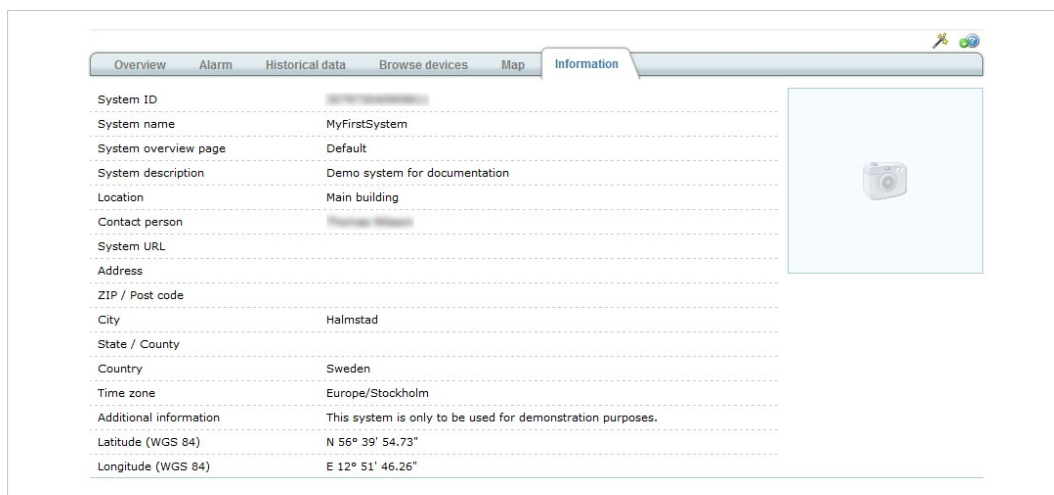 Overview Alarm Historical data Browse devices Map Information
System ID
System name MyFirstSystem
System overview page Default
System description Demo system for documentation
Location Main building
Contact person
System URL
Address
ZIP / Post code
City Halmstad
State / County
Country Sweden
Time zone Europe/Stockholm
Additional information This system is only to be used for demonstration purposes.
Latitude (WGS 84) N 56º 39' 54.73"
Longitude (WGS 84) E 12º 51' 46.26"